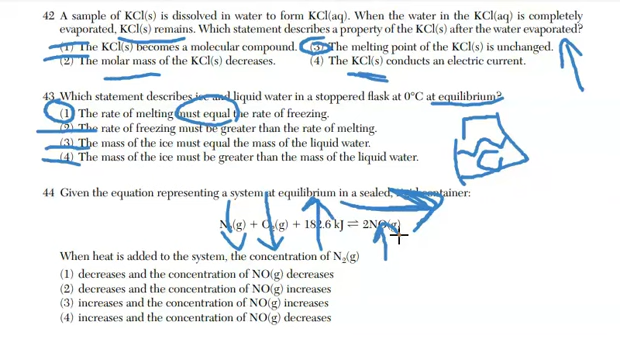 42 A sample of KCl(s) is dissolved in water to form KCl(aq). When the water in the KCl(aq) is completely
evaporated, KCl(s) remains. Which statement describes a property of the KCl(s) after the water evaporated?
(1) The KCl(s) becomes a molecular compound. (3) The melting point of the KCl(s) is unchanged.
(2) The molar mass of the KCl(s) decreases. (4) The KCl(s) conducts an electric current.
43 Which statement describes ice and liquid water in a stoppered flask at 0°C at equilibrium?
(1) The rate of melting must equal the rate of freezing.
(2) The rate of freezing must be greater than the rate of melting.
(3) The mass of the ice must equal the mass of the liquid water.
(4) The mass of the ice must be greater than the mass of the liquid water.
44 Given the equation representing a system at equilibrium in a sealed, container:
(g) + (g) + 182.6 kJ ⇌ 2NO(g)
When heat is added to the system, the concentration of N₂(g)
(1) decreases and the concentration of NO(g) decreases
(2) decreases and the concentration of NO(g) increases
(3) increases and the concentration of NO(g) increases
(4) increases and the concentration of NO(g) decreases